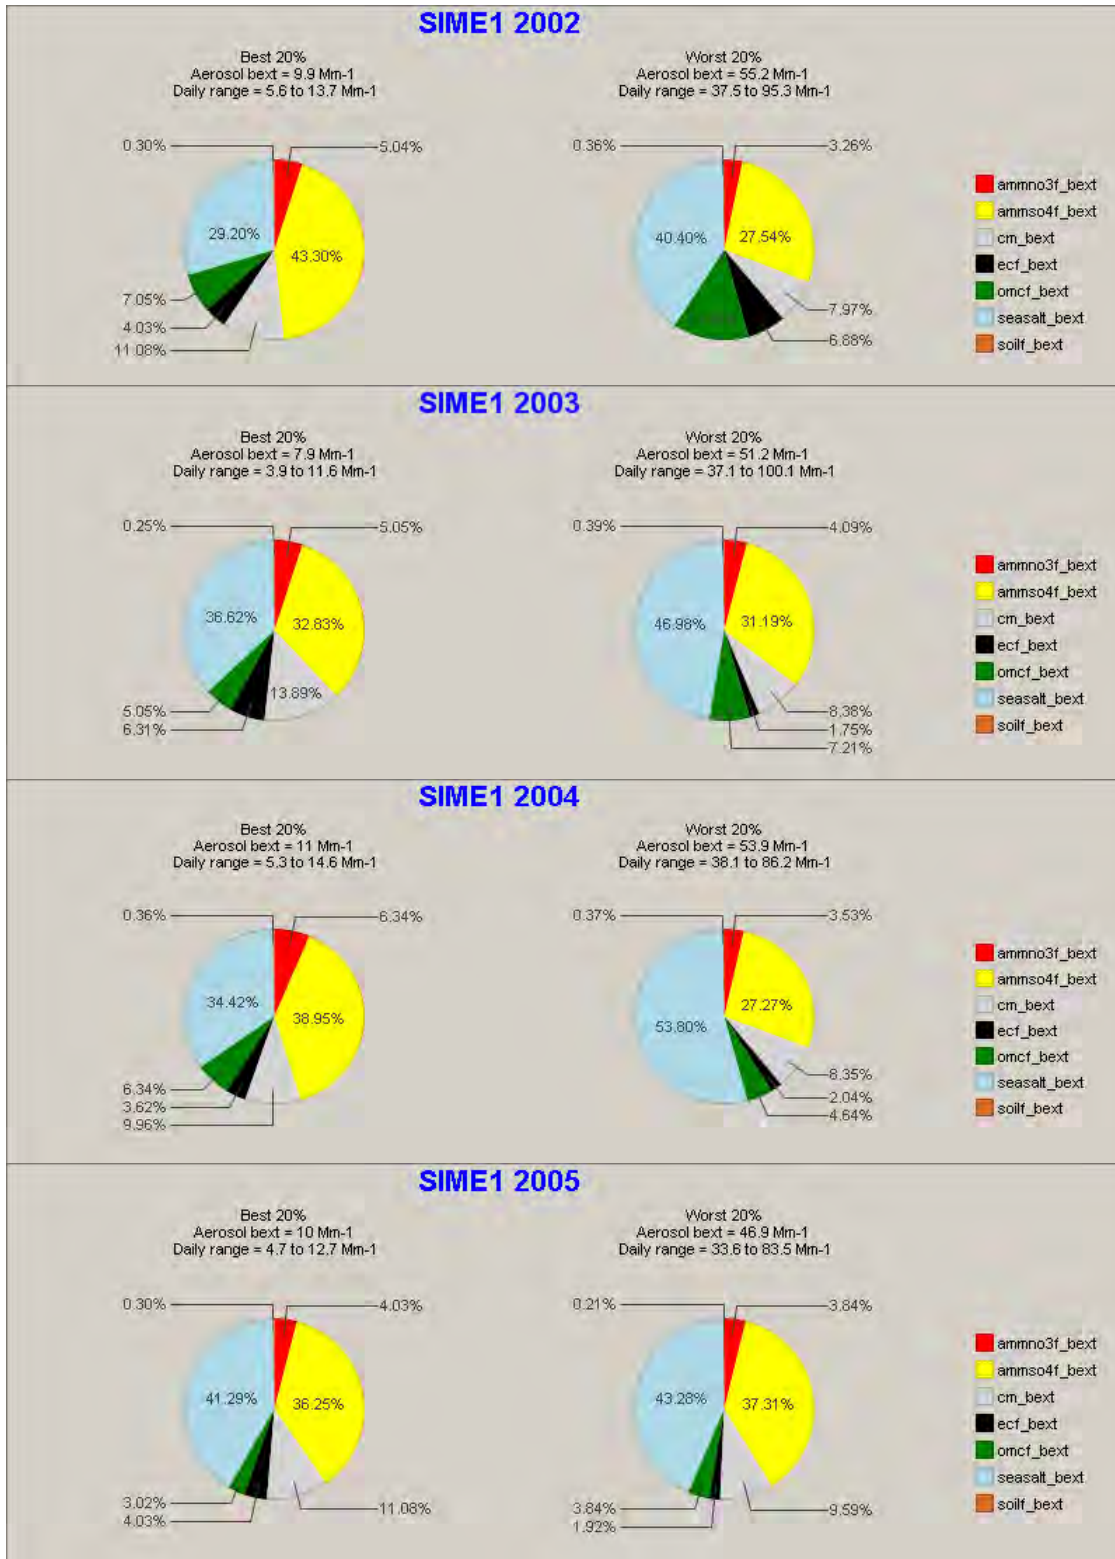 SIME1 2002
Best 20%
Aerosol bext = 9.9 Mm-1
Daily range = 5.6 to 13.7 Mm-1
0.30%
5.04%
29.20%
43.30%
7.05%
4.03%
11.08%
Worst 20%
Aerosol bext = 55.2 Mm-1
Daily range = 37.5 to 95.3 Mm-1
0.36%
3.26%
40.40%
27.54%
7.97%
6.88%
ammno3f_bext
ammso4f_bext
cm_bext
ecf_bext
omcf_bext
seasalt_bext
soilf_bext
SIME1 2003
Best 20%
Aerosol bext = 7.9 Mm-1
Daily range = 3.9 to 11.6 Mm-1
0.25%
5.05%
36.62%
32.83%
13.89%
5.05%
6.31%
Worst 20%
Aerosol bext = 51.2 Mm-1
Daily range = 37.1 to 100.1 Mm-1
0.39%
4.09%
46.98%
31.19%
8.38%
1.75%
7.21%
ammno3f_bext
ammso4f_bext
cm_bext
ecf_bext
omcf_bext
seasalt_bext
soilf_bext
SIME1 2004
Best 20%
Aerosol bext = 11 Mm-1
Daily range = 5.3 to 14.6 Mm-1
0.36%
6.34%
34.42%
38.95%
6.34%
3.62%
9.96%
Worst 20%
Aerosol bext = 53.9 Mm-1
Daily range = 38.1 to 86.2 Mm-1
0.37%
3.53%
53.80%
27.27%
8.35%
2.04%
4.64%
ammno3f_bext
ammso4f_bext
cm_bext
ecf_bext
omcf_bext
seasalt_bext
soilf_bext
SIME1 2005
Best 20%
Aerosol bext = 10 Mm-1
Daily range = 4.7 to 12.7 Mm-1
0.30%
4.03%
41.29%
36.25%
3.02%
4.03%
11.08%
Worst 20%
Aerosol bext = 46.9 Mm-1
Daily range = 33.6 to 83.5 Mm-1
0.21%
3.84%
43.28%
37.31%
3.84%
1.92%
9.59%
ammno3f_bext
ammso4f_bext
cm_bext
ecf_bext
omcf_bext
seasalt_bext
soilf_bext